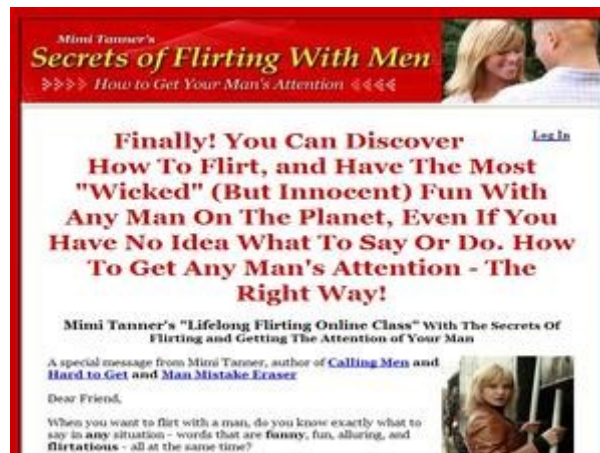 Mimi Tanner's
Secrets of Flirting With Men
>>>> How to Get Your Man's Attention <<<<
Log In
Finally! You Can Discover
How To Flirt, and Have The Most
"Wicked" (But Innocent) Fun With
Any Man On The Planet, Even If You
Have No Idea What To Say Or Do. How
To Get Any Man's Attention - The
Right Way!
Mimi Tanner's "Lifelong Flirting Online Class" With The Secrets Of
Flirting and Getting The Attention of Your Man
A special message from Mimi Tanner, author of Calling Men and
Hard to Get and Man Mistake Eraser
Dear Friend,
When you want to flirt with a man, do you know exactly what to
say in any situation - words that are funny, fun, alluring, and
flirtatious - all at the same time?